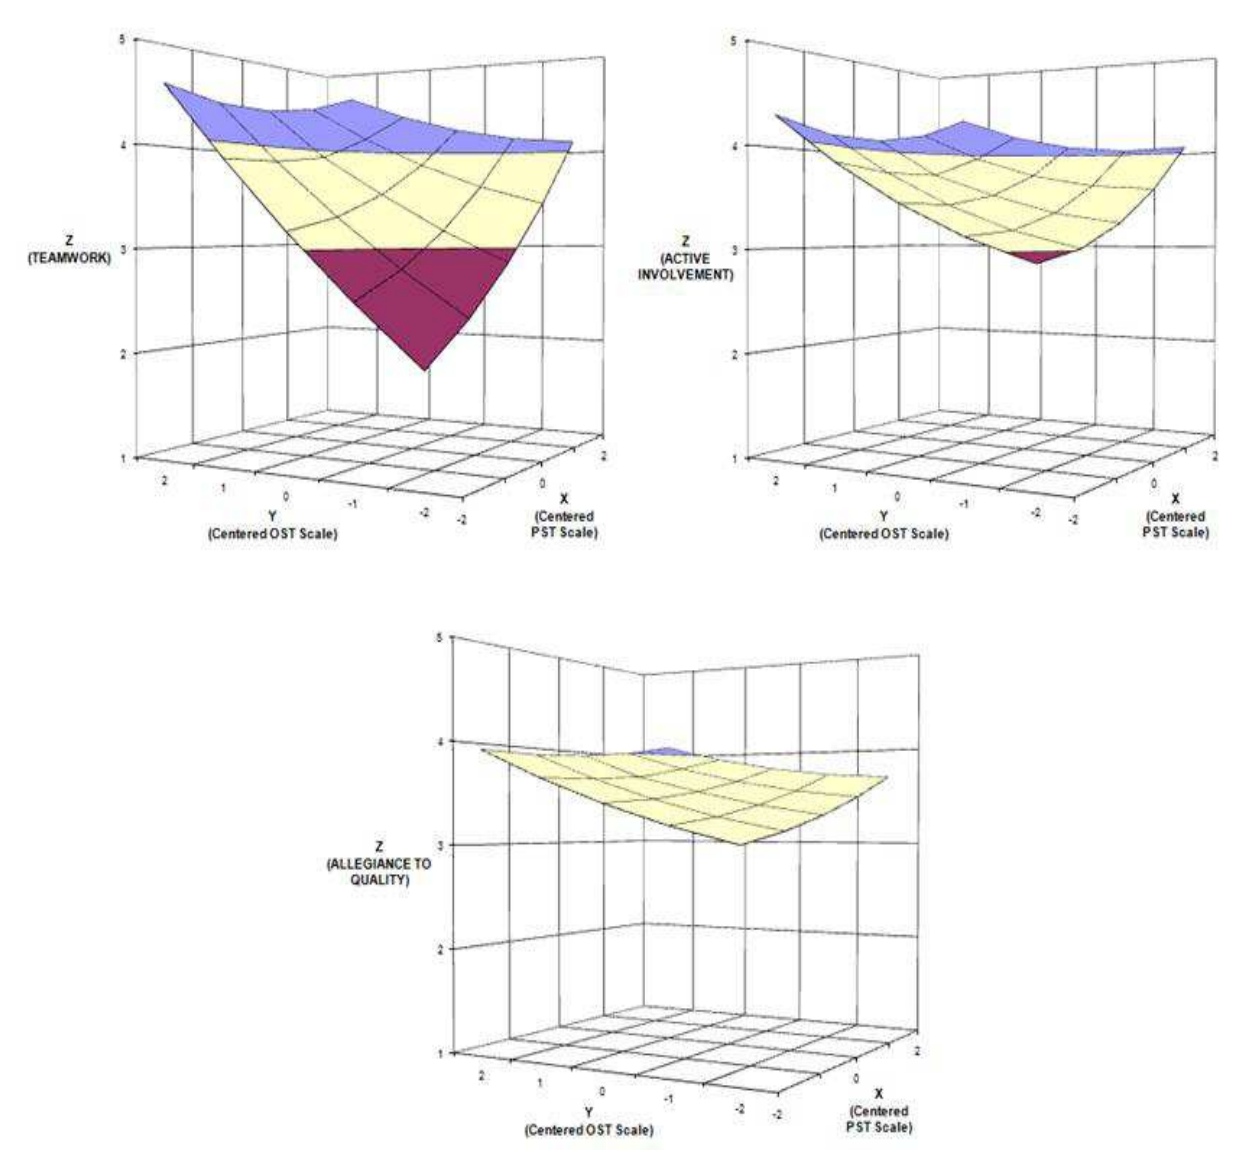 5
4
3
2
1
Z
(TEAMWORK)
2
1
0
-1
-2
Y
(Centered OST Scale)
-2
0
2
X
(Centered
PST Scale)
5
4
3
2
1
Z
(ACTIVE
INVOLVEMENT)
2
1
0
-1
-2
Y
(Centered OST Scale)
-2
0
2
X
(Centered
PST Scale)
5
4
3
2
1
Z
(ALLEGIANCE TO
QUALITY)
2
1
0
-1
-2
Y
(Centered OST Scale)
-2
0
2
X
(Centered
PST Scale)